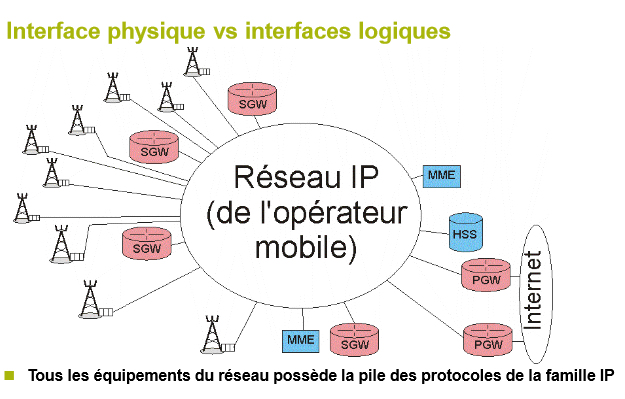 Interface physique vs interfaces logiques
SGW
SGW
Réseau IP
(de l'opérateur
mobile)
MME
HSS
SGW
PGW
Internet
MME
SGW
PGW
Tous les équipements du réseau possède la pile des protocoles de la famille IP